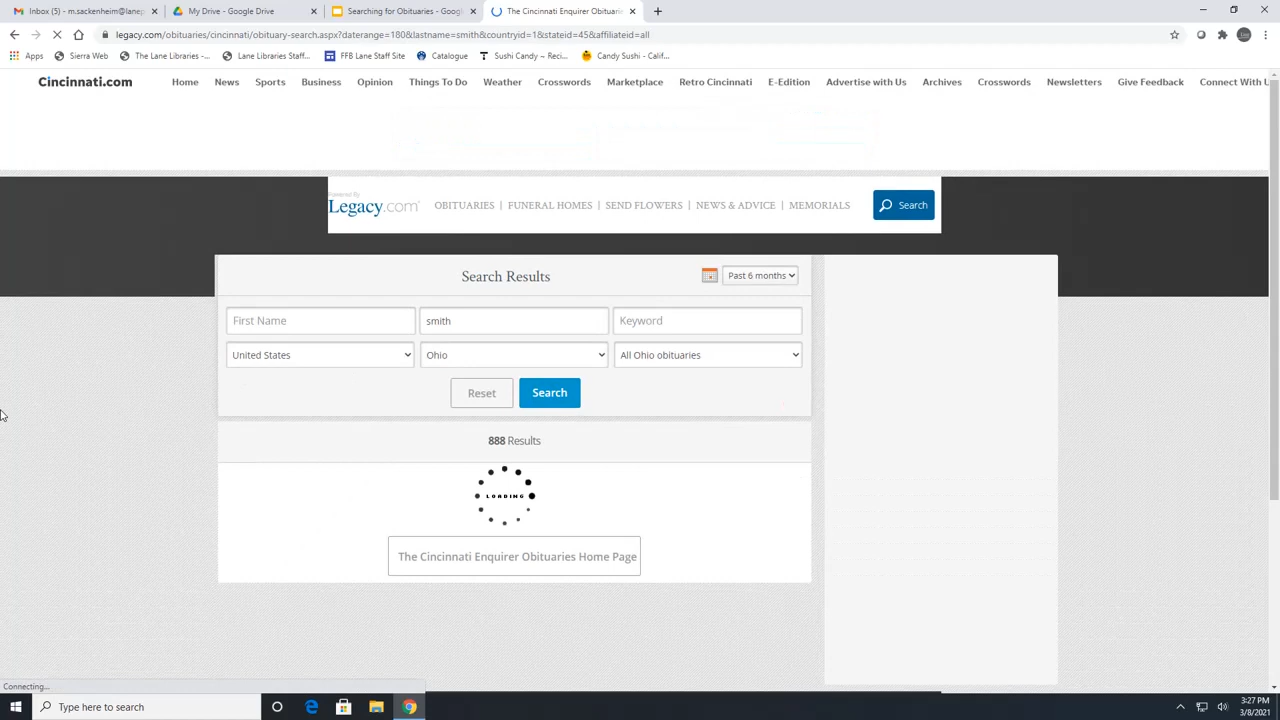 Inbox (5) - m.sackenheim@lanep
My Drive - Google Drive
Searching for Obituaries - Googl
The Cincinnati Enquirer Obituarie
legacy.com/obituaries/cincinnati/obituary-search.aspx?daterange=180&lastname=smith&countryid=1&stateid=45&affiliateid=all
Apps
Sierra Web
The Lane Libraries -...
Lane Libraries Staff...
FFB Lane Staff Site
Catalogue
Sushi Candy ~ Reci...
Candy Sushi - Calif...
Cincinnati.com
Home
News
Sports
Business
Opinion
Things To Do
Weather
Crosswords
Marketplace
Retro Cincinnati
E-Edition
Advertise with Us
Archives
Crosswords
Newsletters
Give Feedback
Connect With U
Powered By
Legacy.com
OBITUARIES | FUNERAL HOMES | SEND FLOWERS | NEWS & ADVICE | MEMORIALS
Search
Search Results
Past 6 months
First Name
smith
Keyword
United States
Ohio
All Ohio obituaries
Reset
Search
888 Results
LOADING
The Cincinnati Enquirer Obituaries Home Page
Connecting...
Type here to search
3:27 PM
3/8/2021